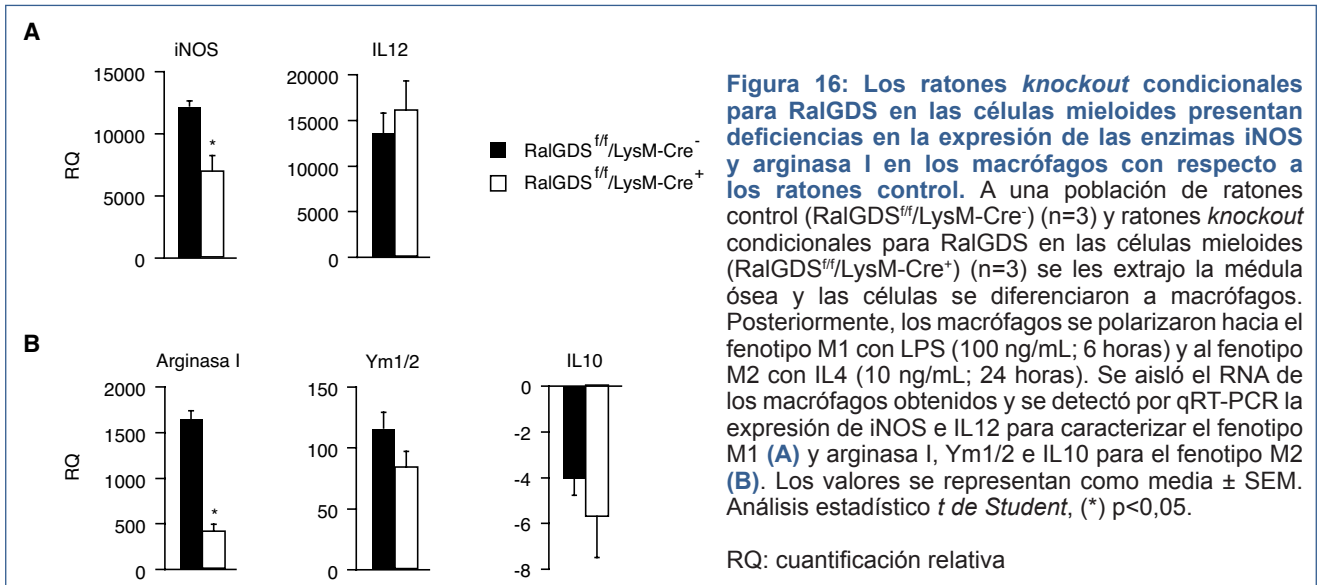 A
iNOS
IL12
15000
10000
5000
0
RQ
20000
15000
10000
5000
0
RalGDS^f/f/LysM-Cre^-
RalGDS^f/f/LysM-Cre^+
*
B
Arginasa I
Ym1/2
IL10
2000
1500
1000
500
0
RQ
*
150
100
50
0
0
-2
-4
-6
-8
Figura 16: Los ratones knockout condicionales
para RalGDS en las células mieloides presentan
deficiencias en la expresión de las enzimas iNOS
y arginasa I en los macrófagos con respecto a
los ratones control. A una población de ratones
control (RalGDS^f/f/LysM-Cre^-) (n=3) y ratones knockout
condicionales para RalGDS en las células mieloides
(RalGDS^f/f/LysM-Cre^+) (n=3) se les extrajo la médula
ósea y las células se diferenciaron a macrófagos.
Posteriormente, los macrófagos se polarizaron hacia el
fenotipo M1 con LPS (100 ng/mL; 6 horas) y al fenotipo
M2 con IL4 (10 ng/mL; 24 horas). Se aisló el RNA de
los macrófagos obtenidos y se detectó por qRT-PCR la
expresión de iNOS e IL12 para caracterizar el fenotipo
M1 (A) y arginasa I, Ym1/2 e IL10 para el fenotipo M2
(B). Los valores se representan como media ± SEM.
Análisis estadístico t de Student, (*) p<0,05.
RQ: cuantificación relativa